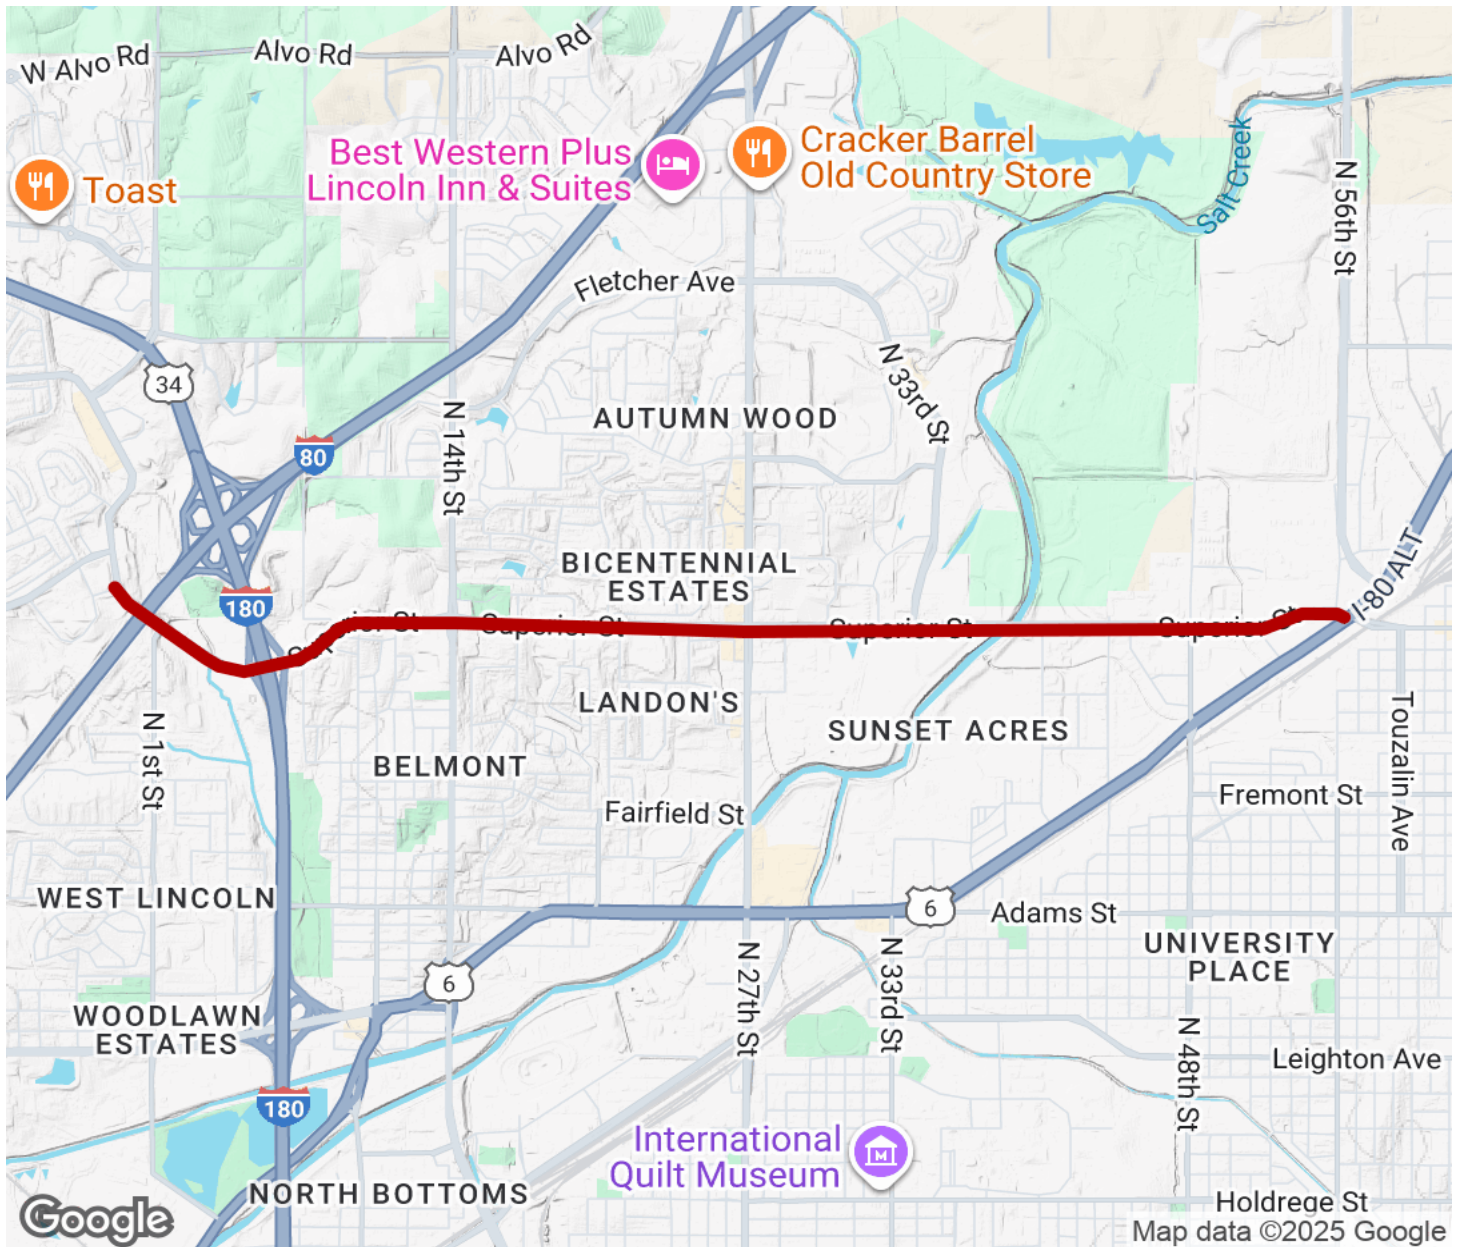 W Alvo Rd
Alvo Rd
Alvo Rd
Best Western Plus
Lincoln Inn & Suites
Cracker Barrel
Old Country Store
Toast
Salt Creek
N 56th St
Fletcher Ave
34
N 33rd St
N 14th St
AUTUMN WOOD
80
BICENTENNIAL
ESTATES
I-80 ALT
180
Superior St
Superior St
Superior St
Superior St
LANDON'S
SUNSET ACRES
N 1st St
Touzalin Ave
BELMONT
Fremont St
Fairfield St
WEST LINCOLN
6
Adams St
UNIVERSITY
PLACE
6
N 27th St
N 33rd St
WOODLAWN
ESTATES
N 48th St
Leighton Ave
180
International
Quilt Museum
M
NORTH BOTTOMS
Holdrege St
Google
Map data ©2025 Google